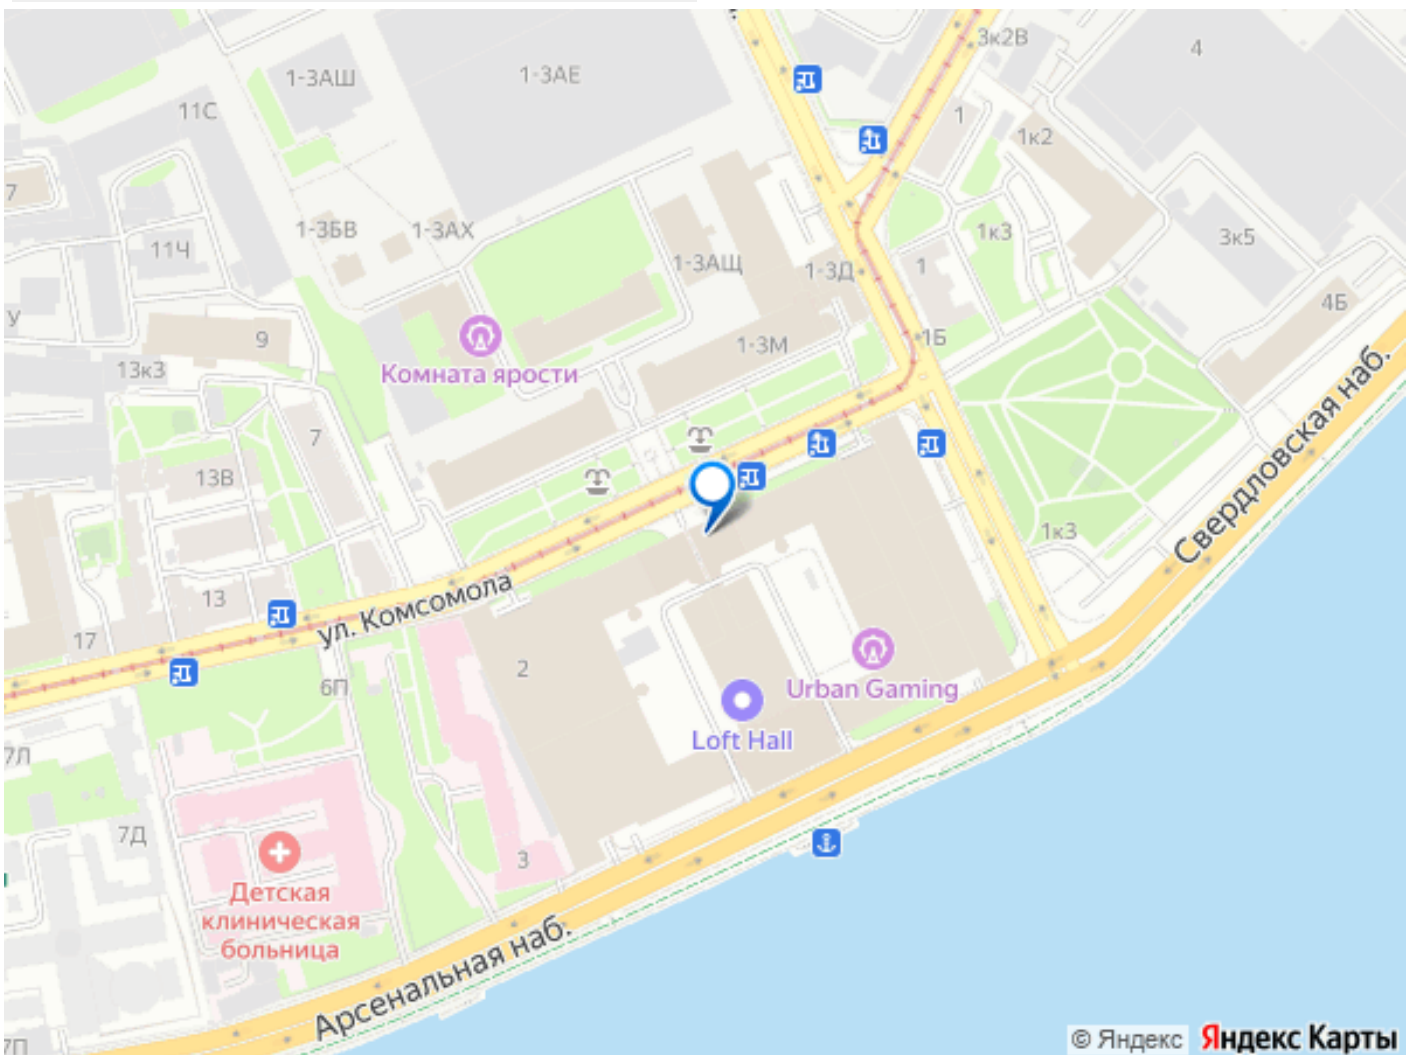 3к2В
4
1-3АШ
1-3АЕ
11С
1
1к2
7
1-3БВ
1-3АХ
1к3
3к5
11Ч
1-3АЩ
1-3Д
1
4Б
У
9
1-3М
1Б
13к3
Комната ярости
7
13В
1к3
Свердловская наб.
13
ул. Комсомола
17
2
6П
Urban Gaming
Loft Hall
7Л
7Д
3
Детская
клиническая
больница
Арсенальная наб.
7П
© Яндекс
Яндекс Карты